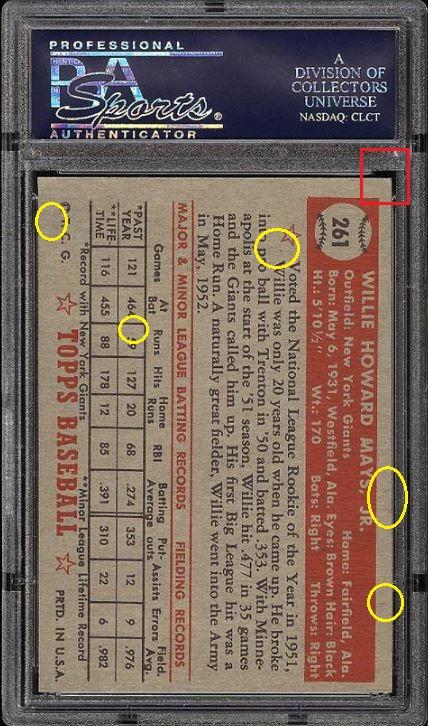 PROFESSIONAL
PSA
Sports®
AUTHENTICATOR
A
DIVISION OF
COLLECTORS
UNIVERSE
NASDAQ: CLCT
261
WILLIE HOWARD MAYS, JR.
Outfield: New York Giants Home: Fairfield, Ala.
Born: May 6, 1931, Westfield, Ala. Eyes: Brown Hair: Black
Ht.: 5'10½" Wt.: 170 Bats: Right Throws: Right
☆ Voted the National League Rookie of the Year in 1951,
Willie was only 20 years old when he came up. He broke
into pro ball with Trenton in '50 and batted .353. With Minne-
apolis at the start of the '51 season, Willie hit .477 in 35 games
and the Giants called him up. His first Big League hit was a
Home Run. A naturally great fielder, Willie went into the Army
in May, 1952.
MAJOR & MINOR LEAGUE BATTING RECORDS FIELDING RECORDS
Games At Bat Runs Hits Home Runs RBI Batting Average Put outs Assists Errors Field. Avg.
*PAST YEAR 121 464 59 127 20 68 .274 353 12 9 .976
**LIFE TIME 116 455 88 178 12 85 .391 310 22 6 .982
*Record with New York Giants **Minor League Lifetime Record
© T. C. G. ☆ TOPPS BASEBALL ☆ PRTD. IN U.S.A.